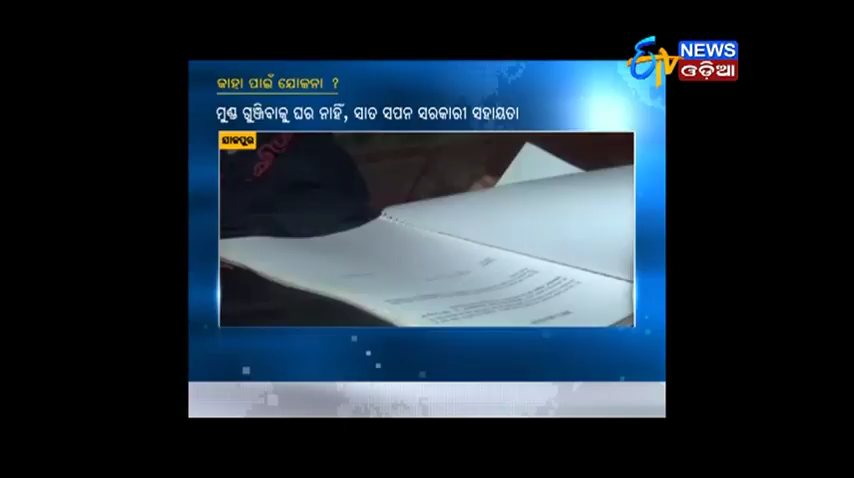 ETV NEWS
ଓଡ଼ିଆ
କାହା ପାଇଁ ଯୋଜନା ?
ମୁଣ୍ଡ ଗୁଞ୍ଜିବାକୁ ଘର ନାହିଁ, ସାତ ସପନ ସରକାରୀ ସହାୟତା
ଯାଜପୁର